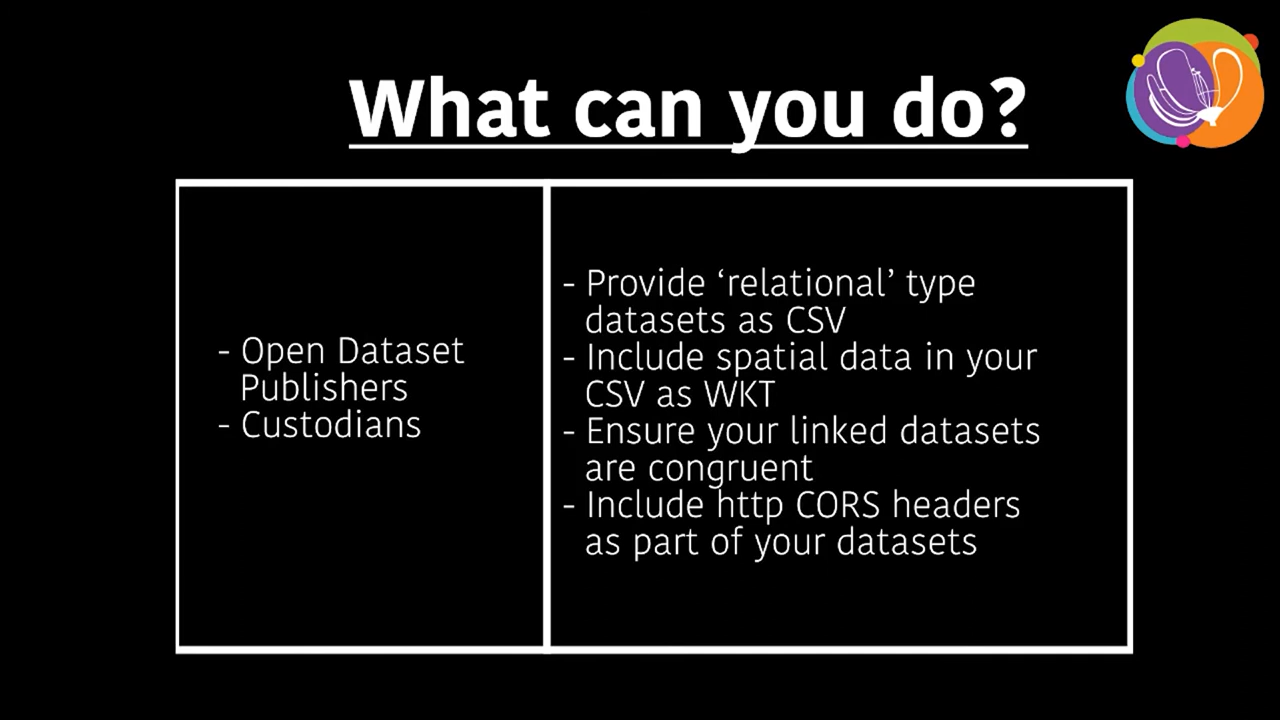 What can you do?
- Open Dataset
Publishers
- Custodians
- Provide ‘relational’ type
datasets as CSV
- Include spatial data in your
CSV as WKT
- Ensure your linked datasets
are congruent
- Include http CORS headers
as part of your datasets